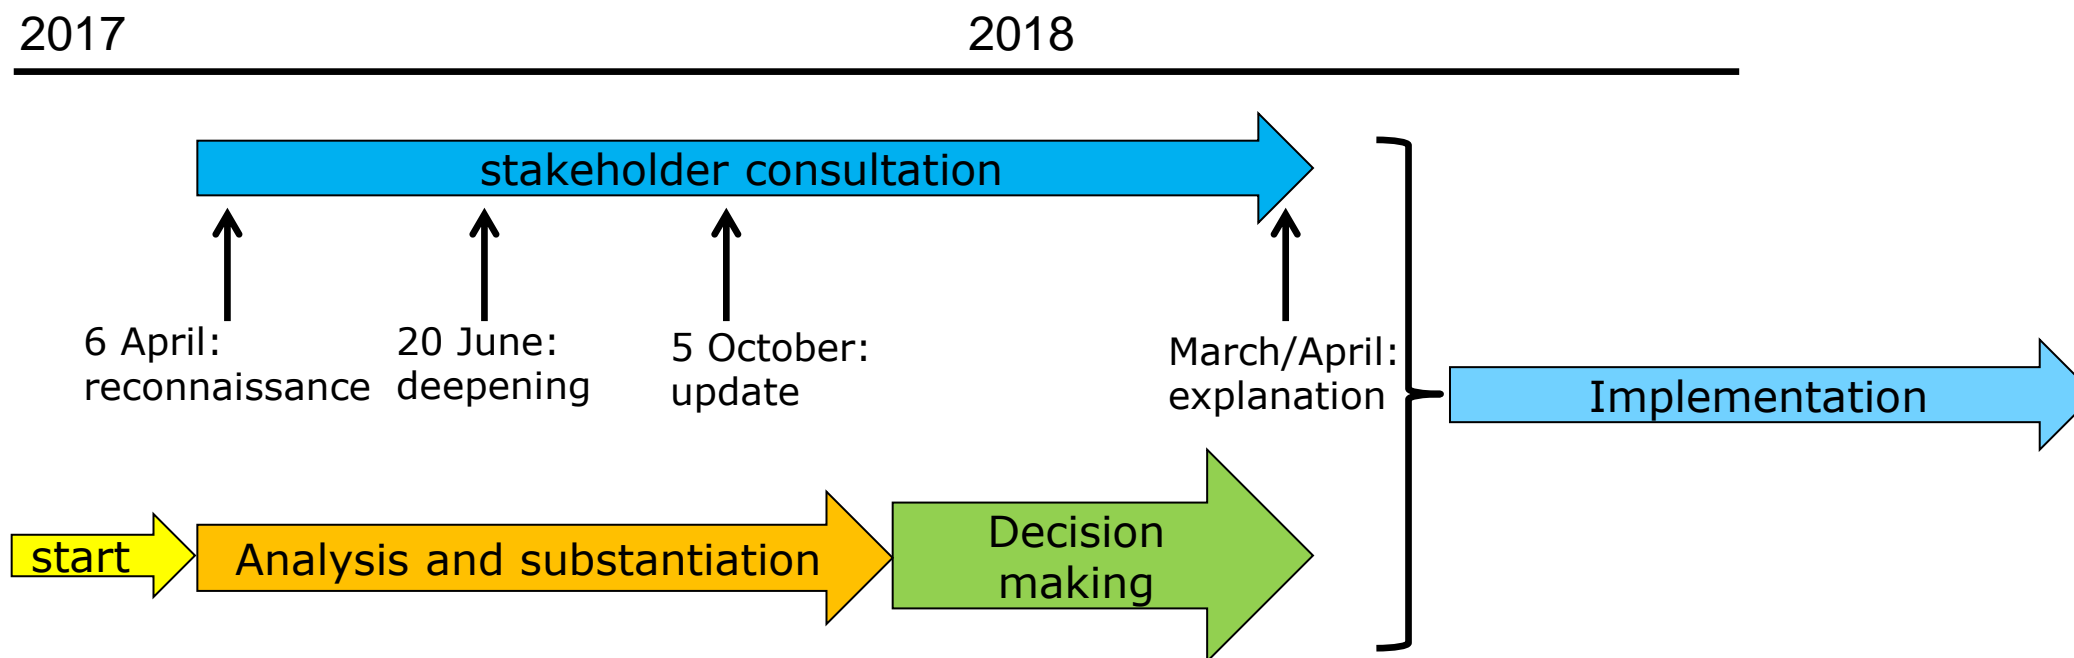 2017
2018
stakeholder consultation
6 April:
reconnaissance
20 June:
deepening
5 October:
update
March/April:
explanation
Implementation
start
Analysis and substantiation
Decision
making